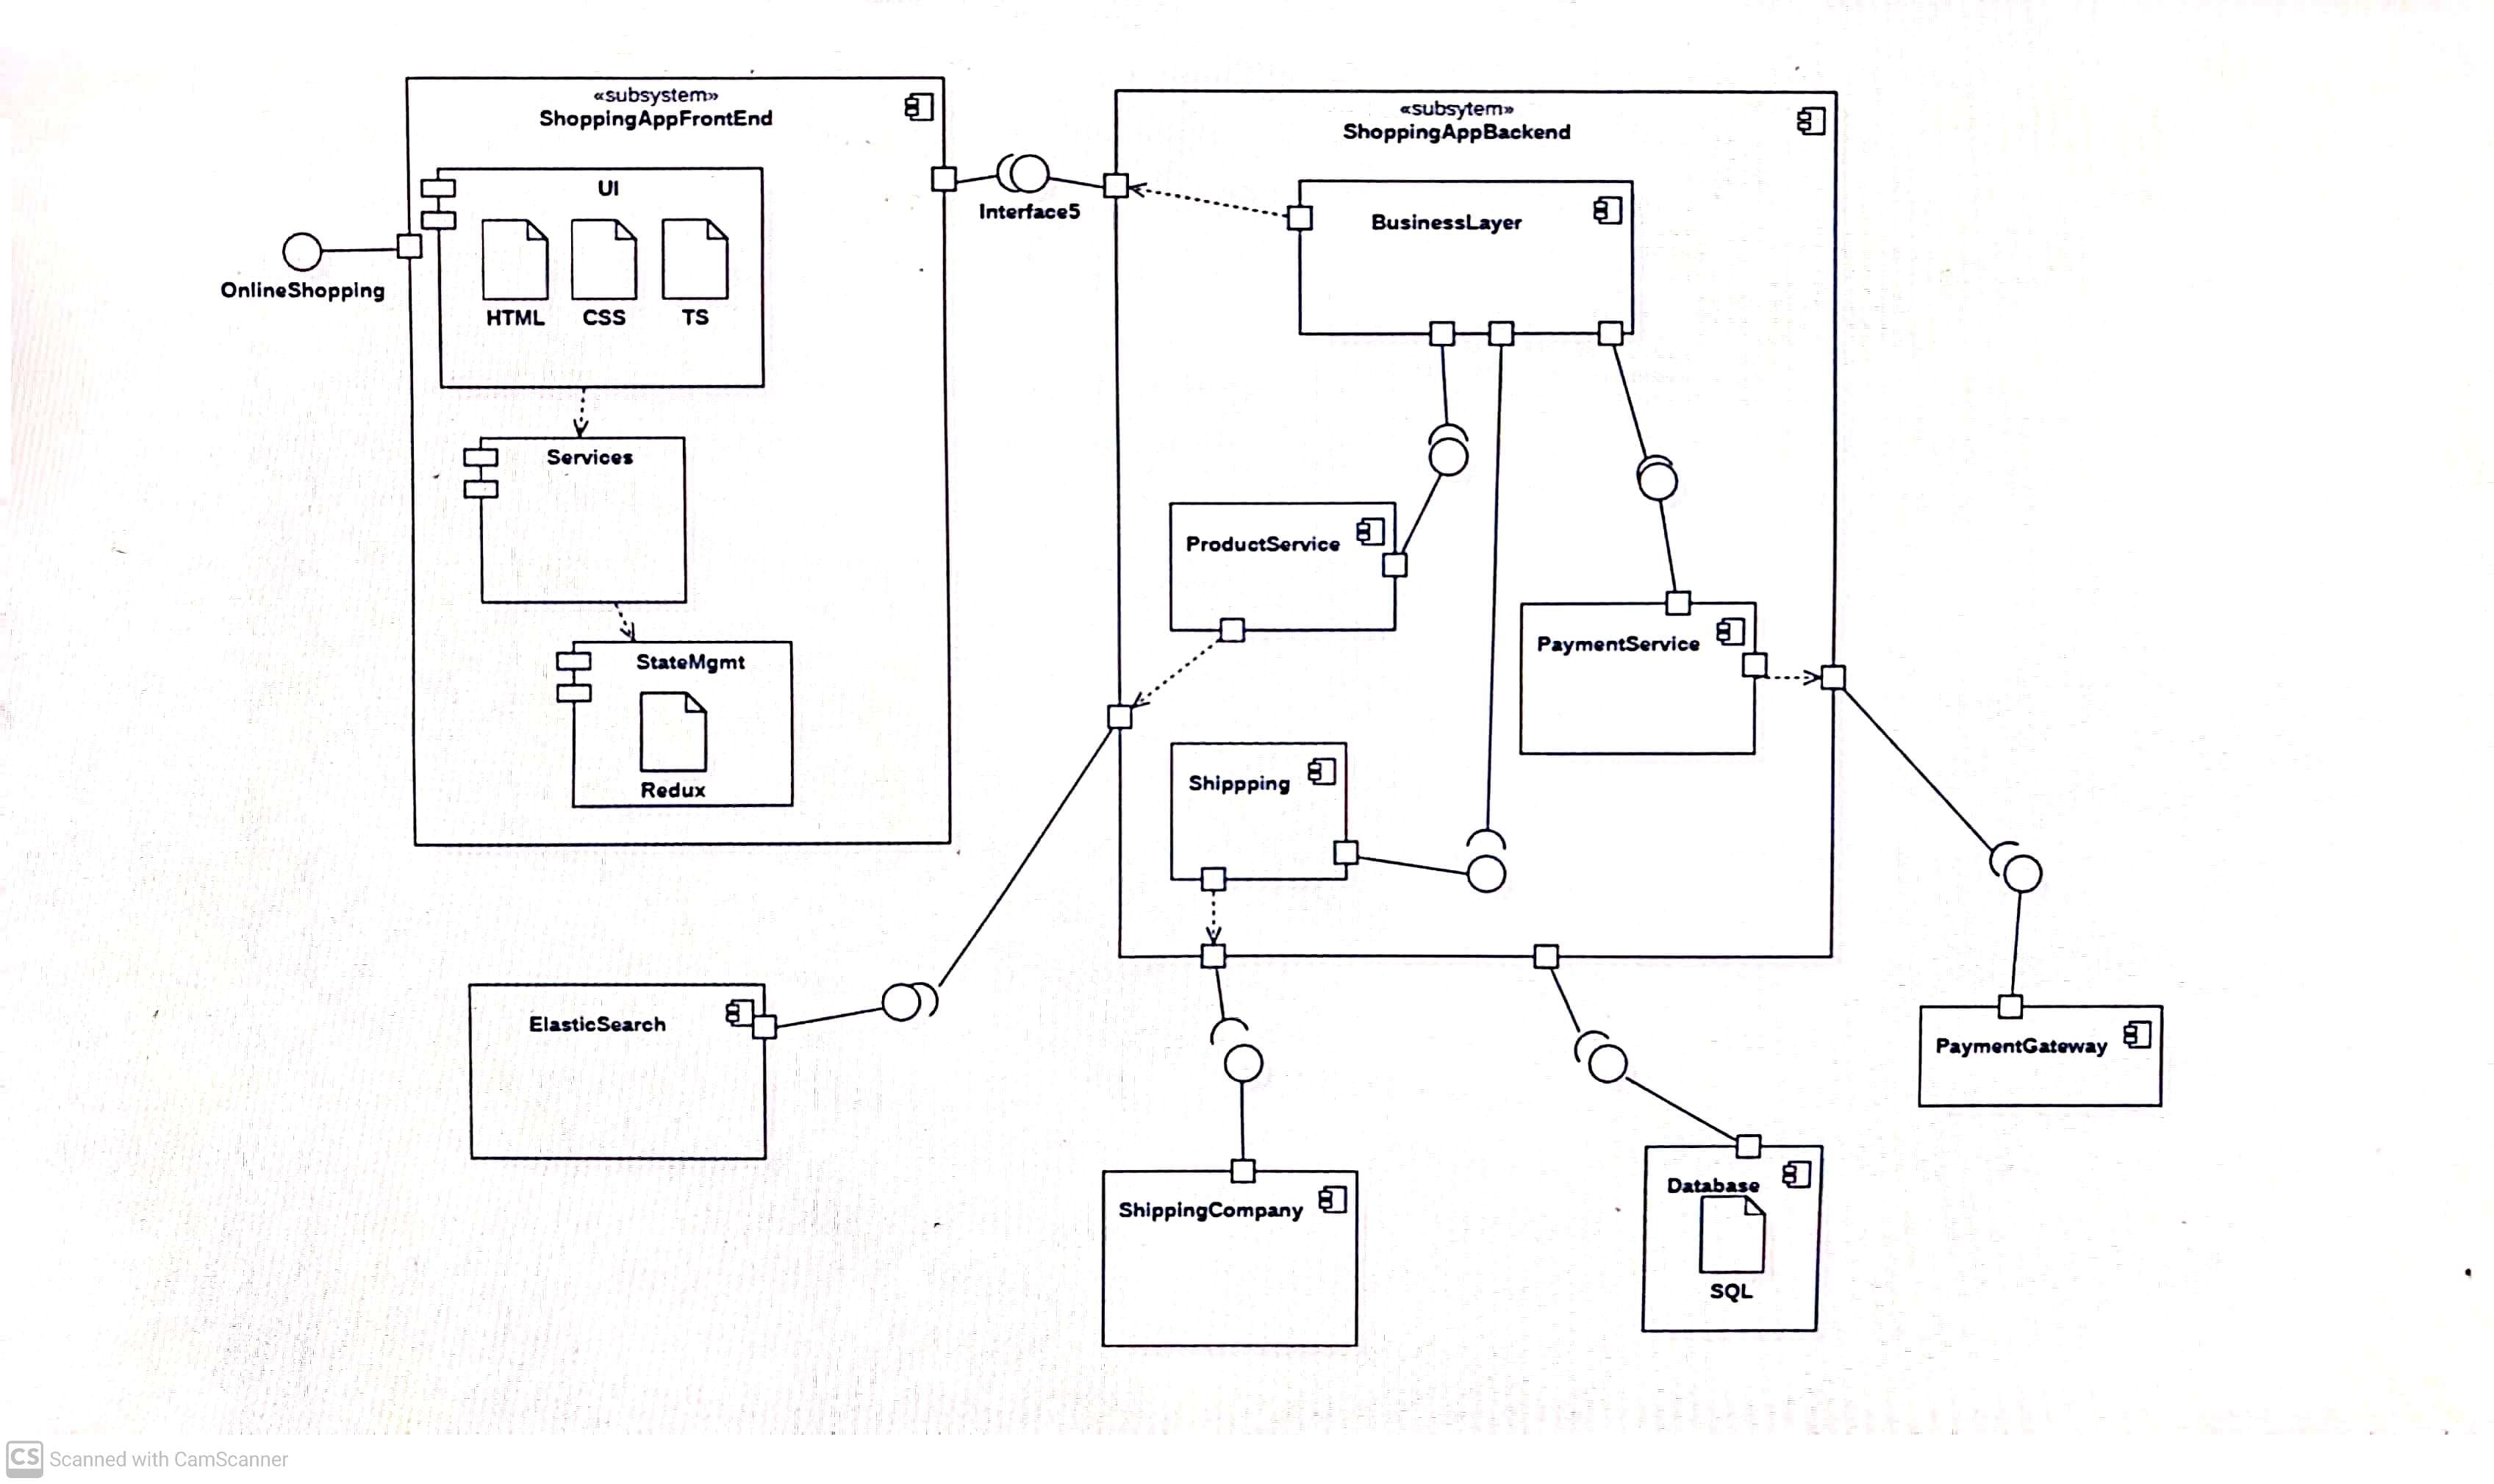 «subsystem»
ShoppingAppFrontEnd
UI
HTML
CSS
TS
OnlineShopping
Services
StateMgmt
Redux
Interface5
«subsytem»
ShoppingAppBackend
BusinessLayer
ProductService
PaymentService
Shippping
ElasticSearch
ShippingCompany
Database
SQL
PaymentGateway
CS Scanned with CamScanner